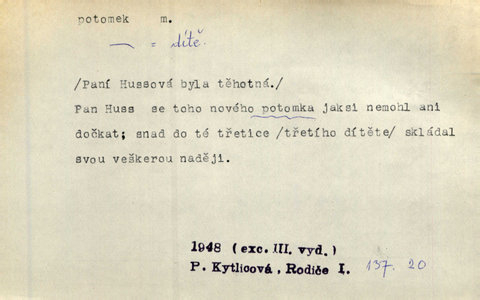 potomek m.
— = dítě.
/Paní Hussová byla těhotná./
Pan Huss se toho nového potomka jaksi nemohl ani
dočkat; snad do té třetice /třetího dítěte/ skládal
svou veškerou naději.
1948 (exc. III. vyd.)
P. Kytlicová, Rodiče I. 137. 20